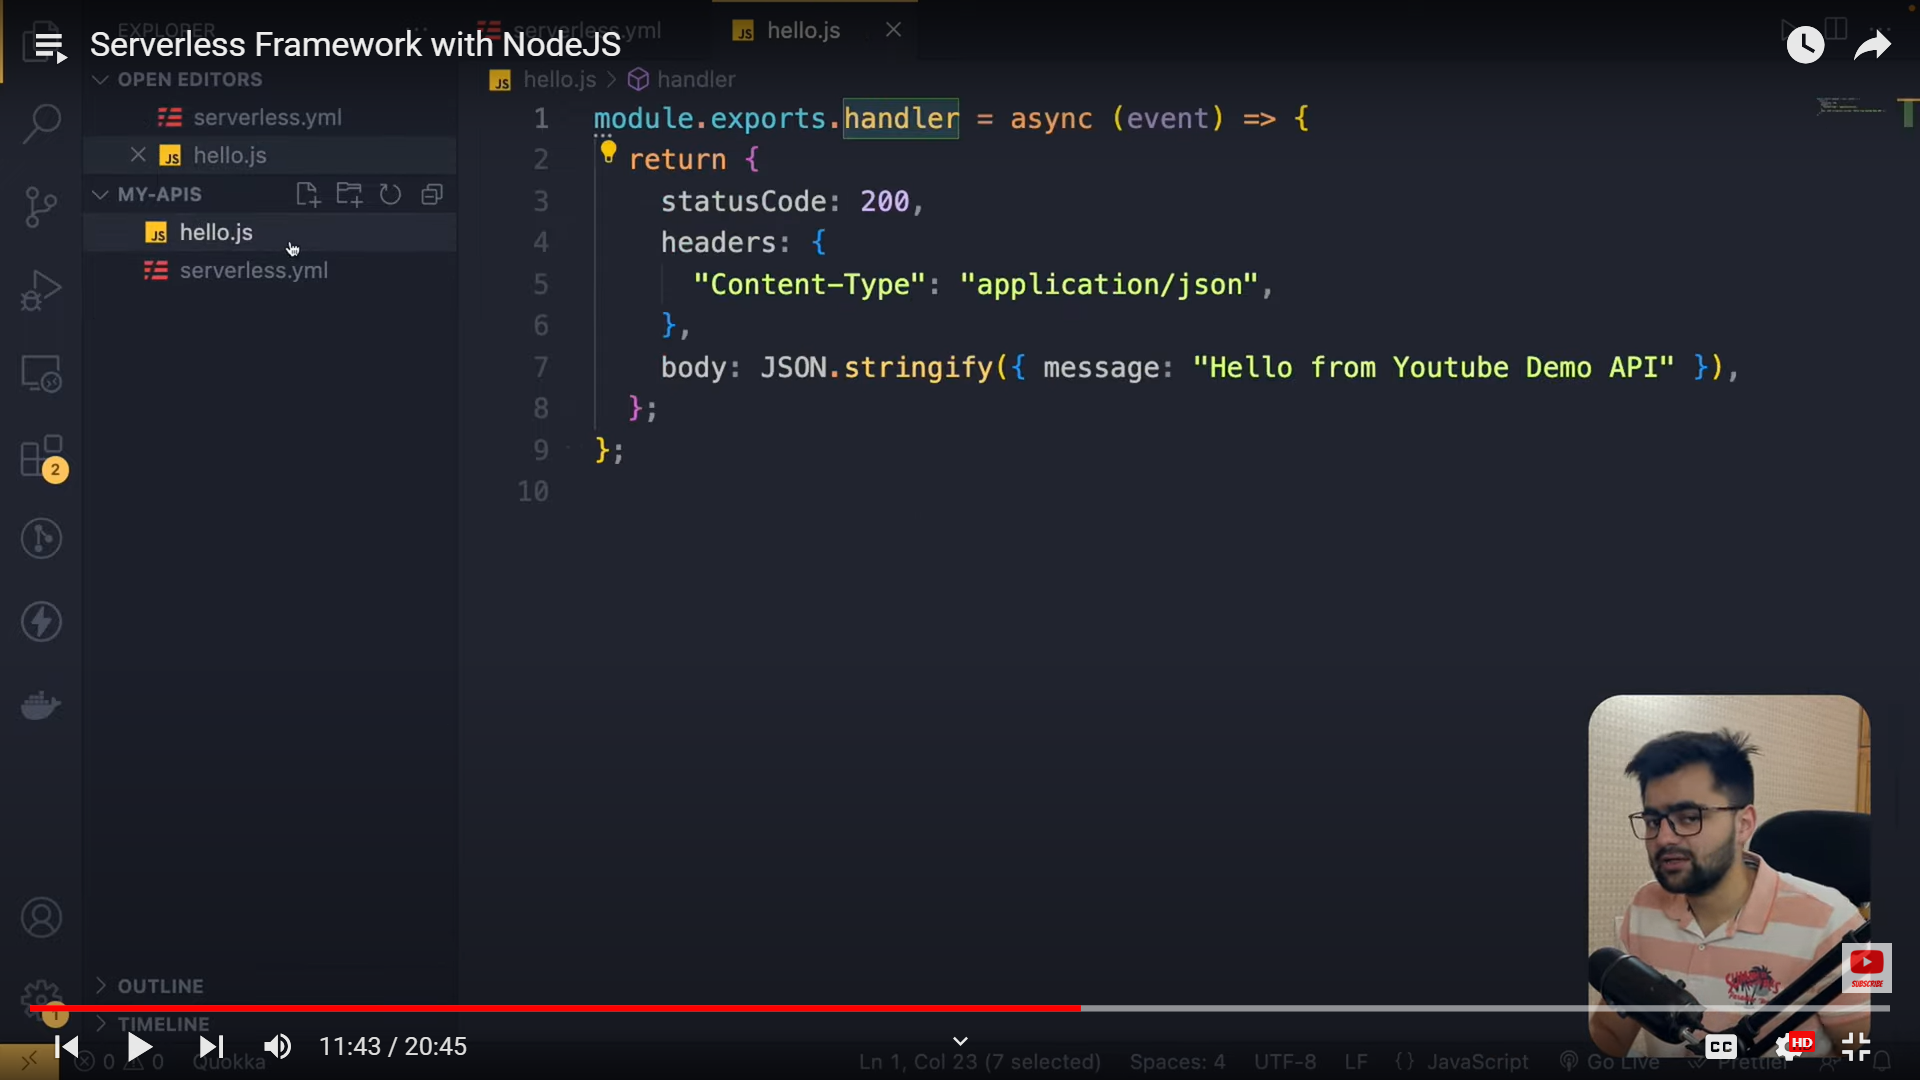 EXPLORER
serverless.yml
hello.js
Serverless Framework with NodeJS
OPEN EDITORS
hello.js > handler
serverless.yml
hello.js
MY-APIS
hello.js
serverless.yml
1 module.exports.handler = async (event) => {
2 return {
3 statusCode: 200,
4 headers: {
5 "Content-Type": "application/json",
6 },
7 body: JSON.stringify({ message: "Hello from Youtube Demo API" }),
8 };
9 };
10
2
OUTLINE
TIMELINE
1
SUBSCRIBE
11:43 / 20:45
CC
HD
0 0
Quokka
Ln 1, Col 23 (7 selected)
Spaces: 4
UTF-8
LF
{} JavaScript
Go Live
Prettier